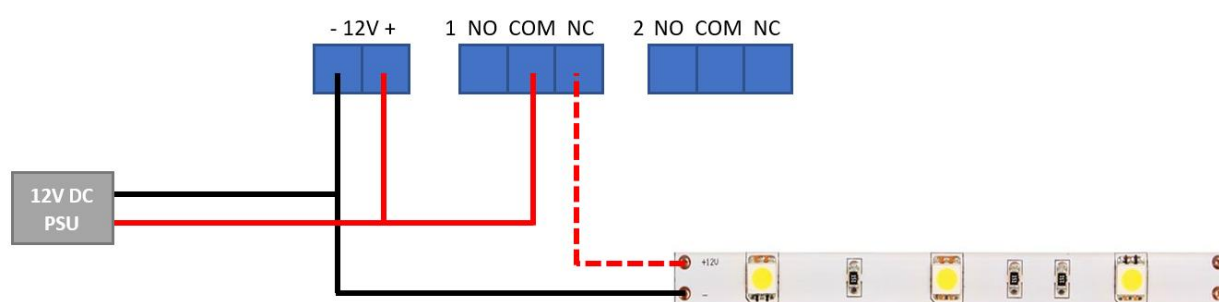 - 12V +
1 NO COM NC
2 NO COM NC
12V DC
PSU
+12V
-